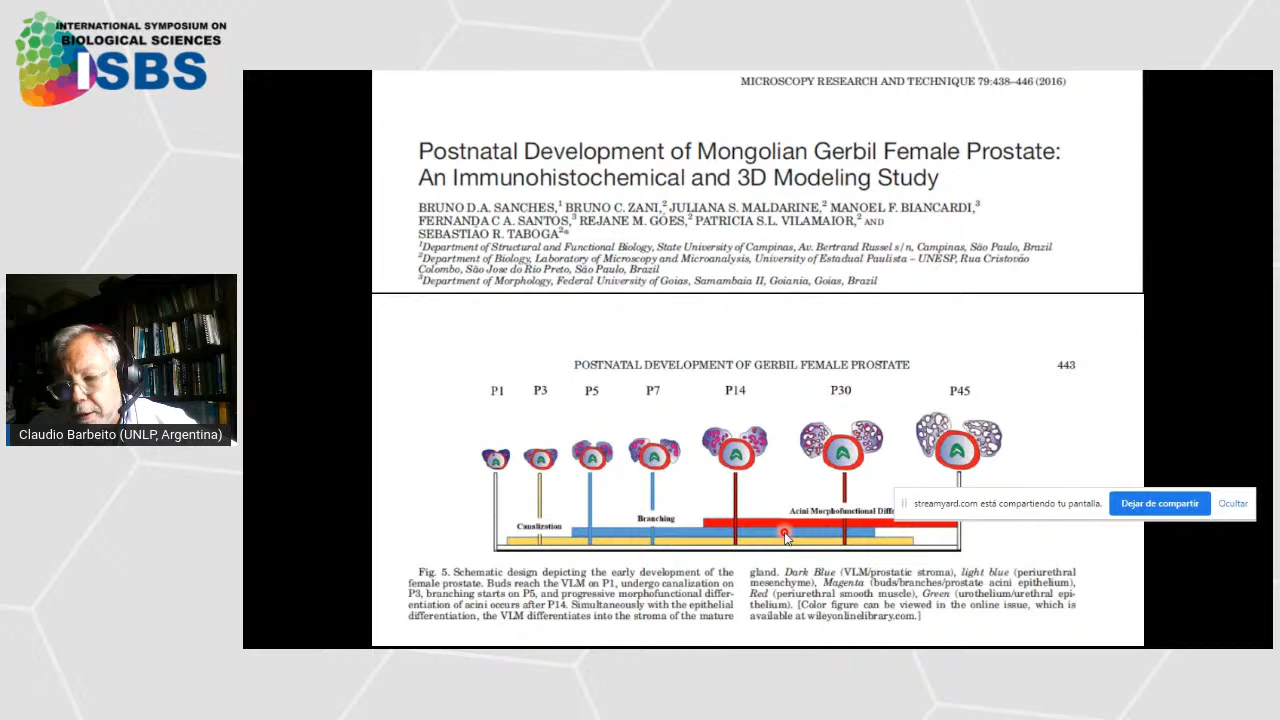 INTERNATIONAL SYMPOSIUM ON
BIOLOGICAL SCIENCES
ISBS
MICROSCOPY RESEARCH AND TECHNIQUE 79:438–446 (2016)
Postnatal Development of Mongolian Gerbil Female Prostate:
An Immunohistochemical and 3D Modeling Study
BRUNO D.A. SANCHES,1 BRUNO C. ZANI,2 JULIANA S. MALDARINE,2 MANOEL F. BIANCARDI,3
FERNANDA C A. SANTOS,3 REJANE M. GÓES,2 PATRICIA S.L. VILAMAIOR,2 AND
SEBASTIAO R. TABOGA2*
1Department of Structural and Functional Biology, State University of Campinas, Av. Bertrand Russel s/n, Campinas, São Paulo, Brazil
2Department of Biology, Laboratory of Microscopy and Microanalysis, University of Estadual Paulista – UNESP, Rua Cristovão
Colombo, São Jose do Rio Preto, São Paulo, Brazil
3Department of Morphology, Federal University of Goias, Samambaia II, Goiania, Goias, Brazil
POSTNATAL DEVELOPMENT OF GERBIL FEMALE PROSTATE 443
P1 P3 P5 P7 P14 P30 P45
Acini Morphofunctional Diff
Branching
Canalization
Fig. 5. Schematic design depicting the early development of the
female prostate. Buds reach the VLM on P1, undergo canalization on
P3, branching starts on P5, and progressive morphofunctional differ-
entiation of acini occurs after P14. Simultaneously with the epithelial
differentiation, the VLM differentiates into the stroma of the mature
gland. Dark Blue (VLM/prostatic stroma), light blue (periurethral
mesenchyme), Magenta (buds/branches/prostate acini epithelium),
Red (periurethral smooth muscle), Green (urothelium/urethral epi-
thelium). [Color figure can be viewed in the online issue, which is
available at wileyonlinelibrary.com.]
streamyard.com está compartiendo tu pantalla. Dejar de compartir Ocultar
Claudio Barbeito (UNLP, Argentina)